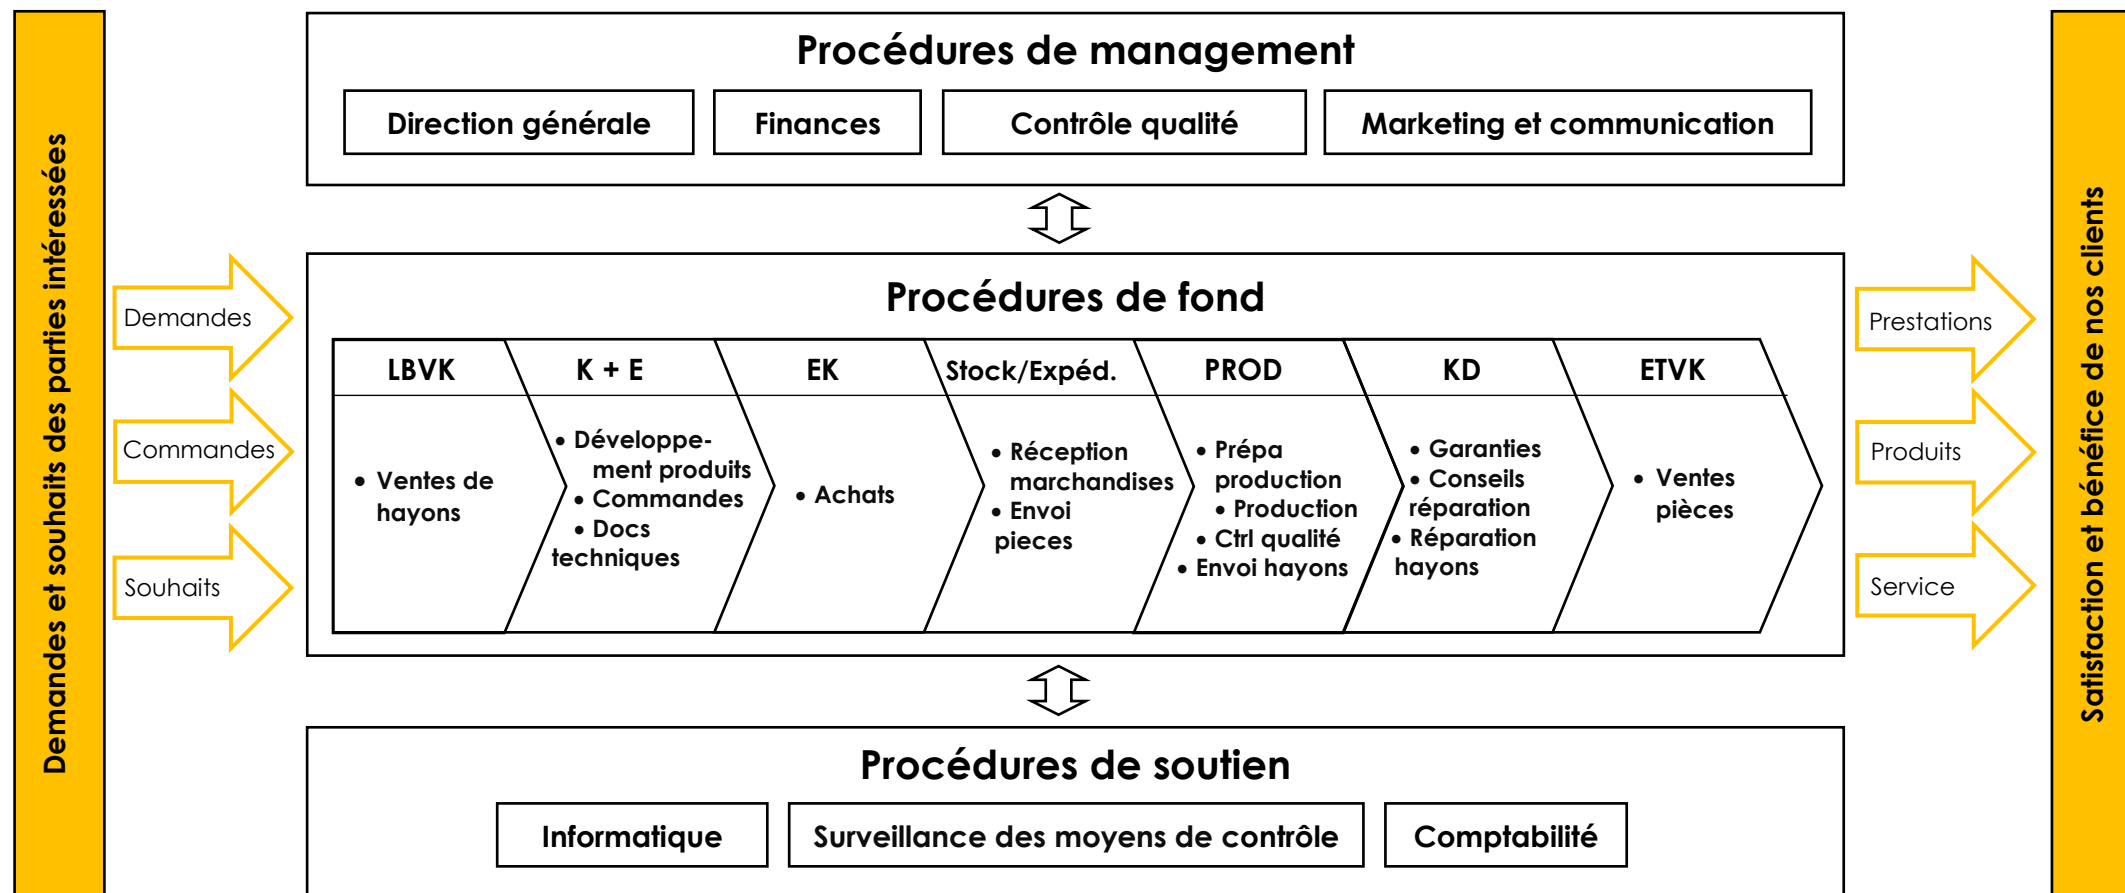 Demandes et souhaits des parties intéressées
Procédures de management
Direction générale
Finances
Contrôle qualité
Marketing et communication
Demandes
Commandes
Souhaits
Procédures de fond
LBVK
K + E
EK
Stock/Expéd.
PROD
KD
ETVK
• Ventes de
hayons
• Développe-
ment produits
• Commandes
• Docs
techniques
• Achats
• Réception
marchandises
• Envoi
pieces
• Prépa
production
• Production
• Ctrl qualité
• Envoi hayons
• Garanties
• Conseils
réparation
• Réparation
hayons
• Ventes
pièces
Prestations
Produits
Service
Procédures de soutien
Informatique
Surveillance des moyens de contrôle
Comptabilité
Satisfaction et bénéfice de nos clients